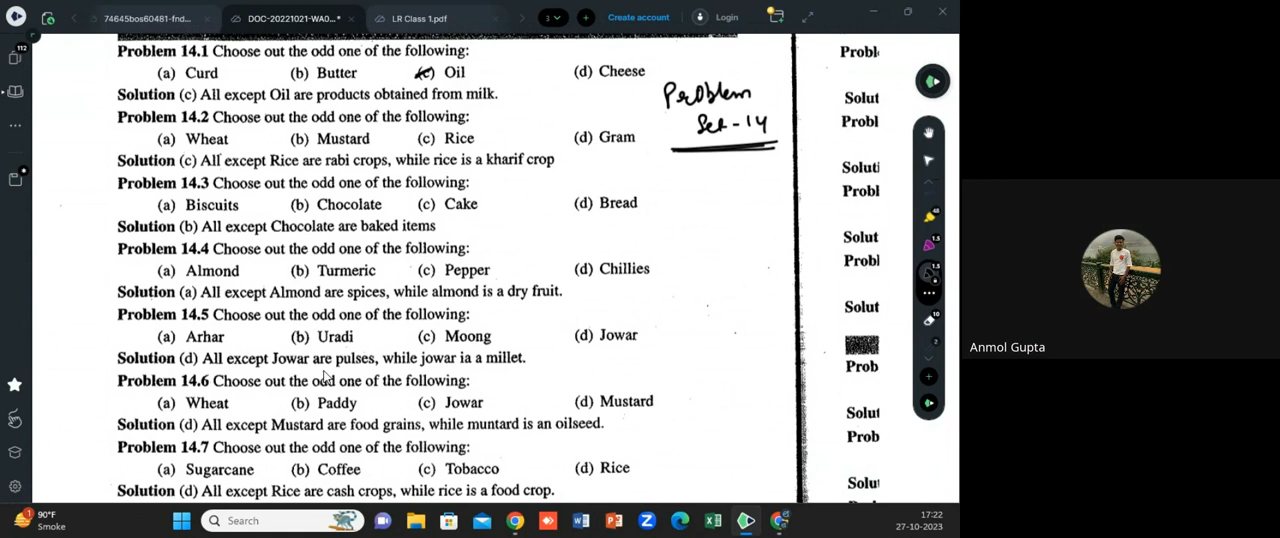 74645bos60481-fnd...
DOC-20221021-WA0...*
LR Class 1.pdf
3
Create account
Login
112
Problem 14.1 Choose out the odd one of the following:
(a) Curd (b) Butter (c) Oil (d) Cheese
Solution (c) All except Oil are products obtained from milk.
Problem
Set-14
Problem 14.2 Choose out the odd one of the following:
(a) Wheat (b) Mustard (c) Rice (d) Gram
Solution (c) All except Rice are rabi crops, while rice is a kharif crop
Problem 14.3 Choose out the odd one of the following:
(a) Biscuits (b) Chocolate (c) Cake (d) Bread
Solution (b) All except Chocolate are baked items
Problem 14.4 Choose out the odd one of the following:
(a) Almond (b) Turmeric (c) Pepper (d) Chillies
Solution (a) All except Almond are spices, while almond is a dry fruit.
Problem 14.5 Choose out the odd one of the following:
(a) Arhar (b) Uradi (c) Moong (d) Jowar
Solution (d) All except Jowar are pulses, while jowar ia a millet.
Problem 14.6 Choose out the odd one of the following:
(a) Wheat (b) Paddy (c) Jowar (d) Mustard
Solution (d) All except Mustard are food grains, while muntard is an oilseed.
Problem 14.7 Choose out the odd one of the following:
(a) Sugarcane (b) Coffee (c) Tobacco (d) Rice
Solution (d) All except Rice are cash crops, while rice is a food crop.
Probl
Solut
Probl
Soluti
Probl
Solut
Probl
Solut
Prob
Solut
Prob
Solu
1.5
1.5
10
2
Anmol Gupta
1
90°F
Smoke
Search
17:22
27-10-2023